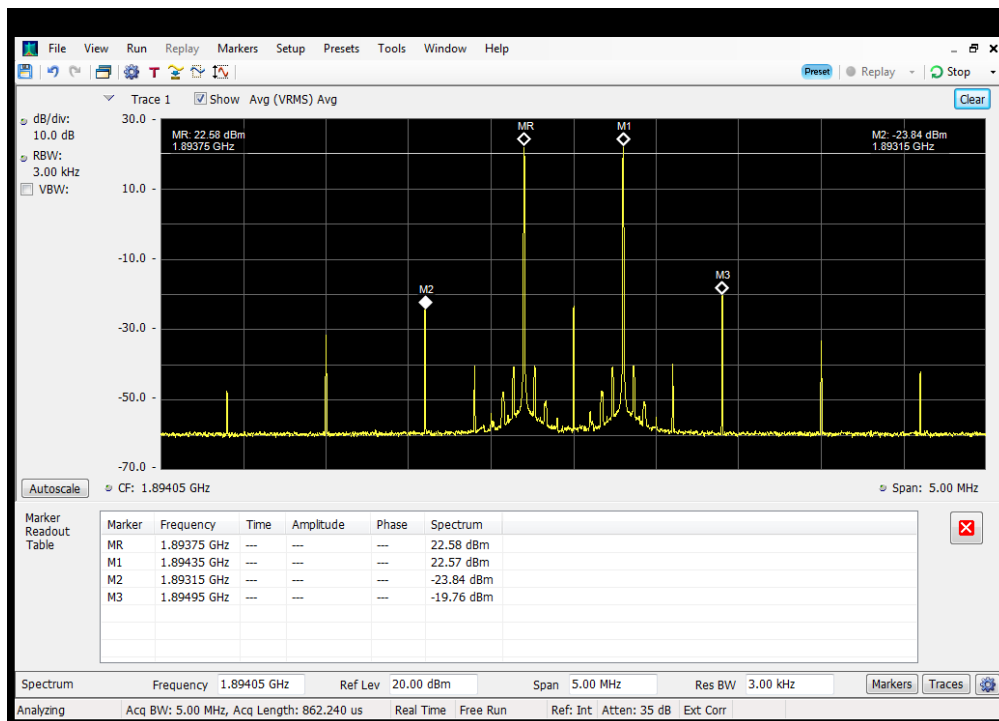 File View Run Replay Markers Setup Presets Tools Window Help
T Preset Replay Stop
Trace 1 Show Avg (VRMS) Avg Clear
dB/div:
10.0 dB
RBW:
3.00 kHz
VBW:
30.0
10.0
-10.0
-30.0
-50.0
-70.0
MR: 22.58 dBm
1.89375 GHz
MR
M1
M2: -23.84 dBm
1.89315 GHz
M2
M3
Autoscale CF: 1.89405 GHz Span: 5.00 MHz
Marker
Readout
Table
Marker Frequency Time Amplitude Phase Spectrum
MR 1.89375 GHz --- --- --- 22.58 dBm
M1 1.89435 GHz --- --- --- 22.57 dBm
M2 1.89315 GHz --- --- --- -23.84 dBm
M3 1.89495 GHz --- --- --- -19.76 dBm
Spectrum Frequency 1.89405 GHz Ref Lev 20.00 dBm Span 5.00 MHz Res BW 3.00 kHz Markers Traces
Analyzing Acq BW: 5.00 MHz, Acq Length: 862.240 us Real Time Free Run Ref: Int Atten: 35 dB Ext Corr